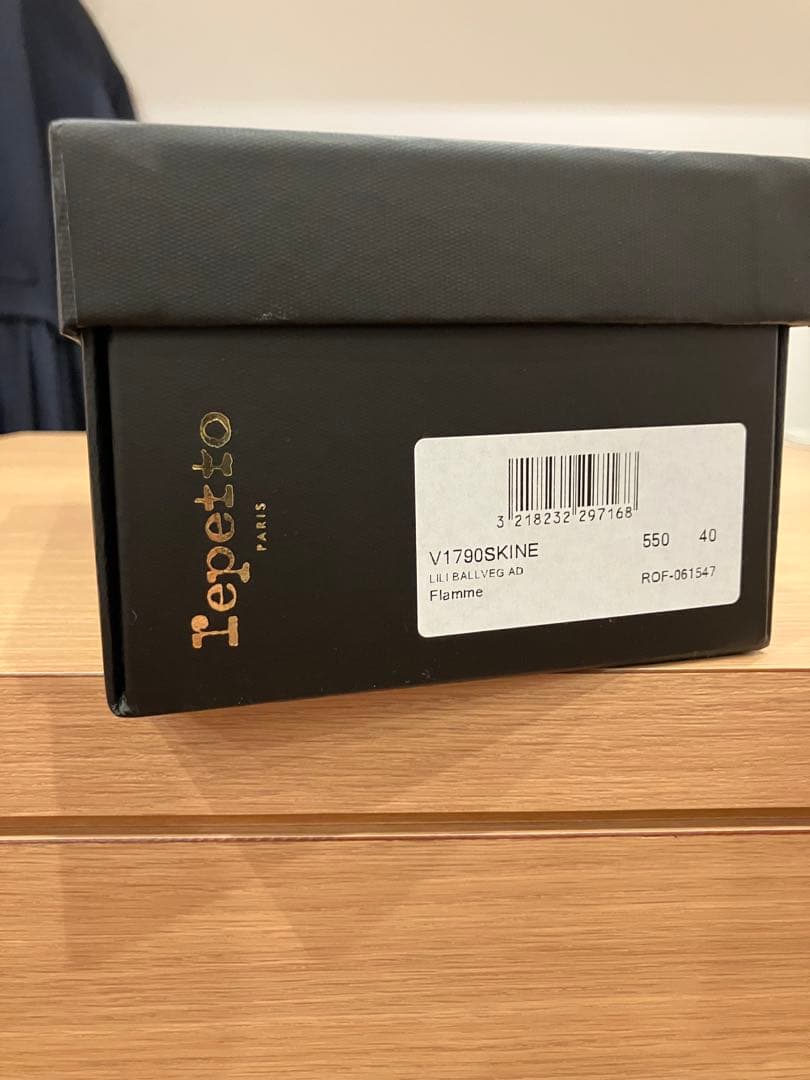 repetto
PARIS
3 218232 297168
V1790SKINE 550 40
LILI BALLVEG AD ROF-061547
Flamme